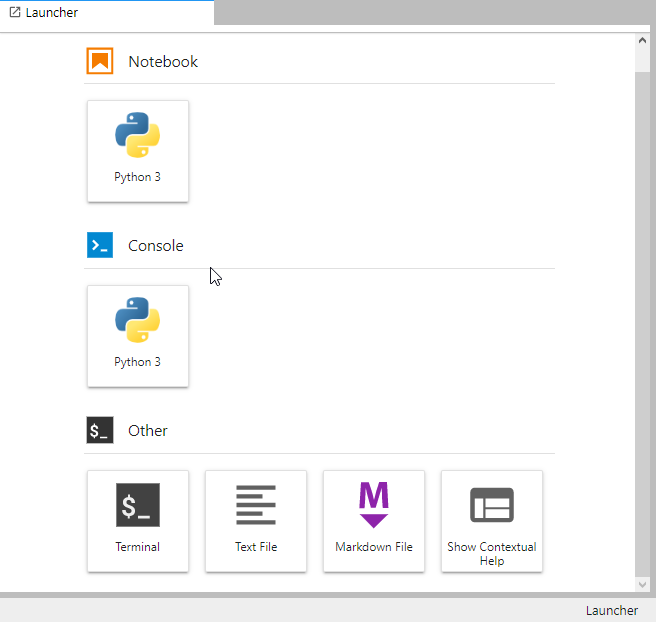 Launcher
Notebook
Python 3
Console
Python 3
$_ Other
$_
M
Terminal
Text File
Markdown File
Show Contextual
Help
Launcher